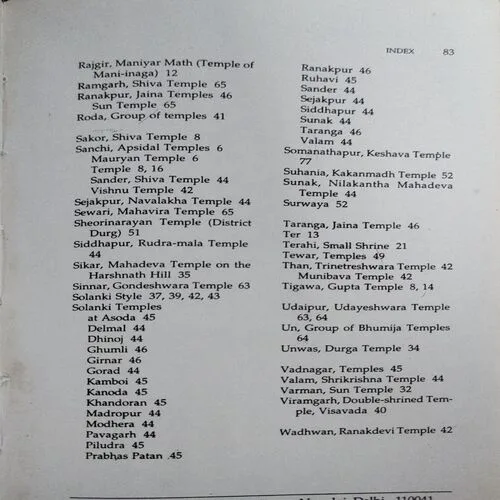 INDEX 83
Rajgir, Maniyar Math (Temple of
Mani-inaga) 12
Ramgarh, Shiva Temple 65
Ranakpur, Jaina Temples 46
Sun Temple 65
Roda, Group of temples 41
Sakor, Shiva Temple 8
Sanchi, Apsidal Temples 6
Mauryan Temple 6
Temple 8, 16
Sander, Shiva Temple 44
Vishnu Temple 42
Sejakpur, Navalakha Temple 44
Sewari, Mahavira Temple 65
Sheorinarayan Temple (District
Durg) 51
Siddhapur, Rudra-mala Temple
44
Sikar, Mahadeva Temple on the
Harshnath Hill 35
Sinnar, Gondeshwara Temple 63
Solanki Style 37, 39, 42, 43
Solanki Temples
at Asoda 45
Delmal 44
Dhinoj 44
Ghumli 46
Girnar 46
Gorad 44
Kamboi 45
Kanoda 45
Khandoran 45
Madropur 44
Modhera 44
Pavagarh 44
Piludra 45
Prabhas Patan 45
Ranakpur 46
Ruhavi 45
Sander 44
Sejakpur 44
Siddhapur 44
Sunak 44
Taranga 46
Valam 44
Somanathapur, Keshava Temple
77
Suhania, Kakanmadh Temple 52
Sunak, Nilakantha Mahadeva
Temple 44
Surwaya 52
Taranga, Jaina Temple 46
Ter 13
Terahi, Small Shrine 21
Tewar, Temples 49
Than, Trinetreshwara Temple 42
Munibava Temple 42
Tigawa, Gupta Temple 8, 14
Udaipur, Udayeshwara Temple
63, 64
Un, Group of Bhumija Temples
64
Unwas, Durga Temple 34
Vadnagar, Temples 45
Valam, Shrikrishna Temple 44
Varman, Sun Temple 32
Viramgarh, Double-shrined Tem-
ple, Visavada 40
Wadhwan, Ranakdevi Temple 42
Delhi 110041